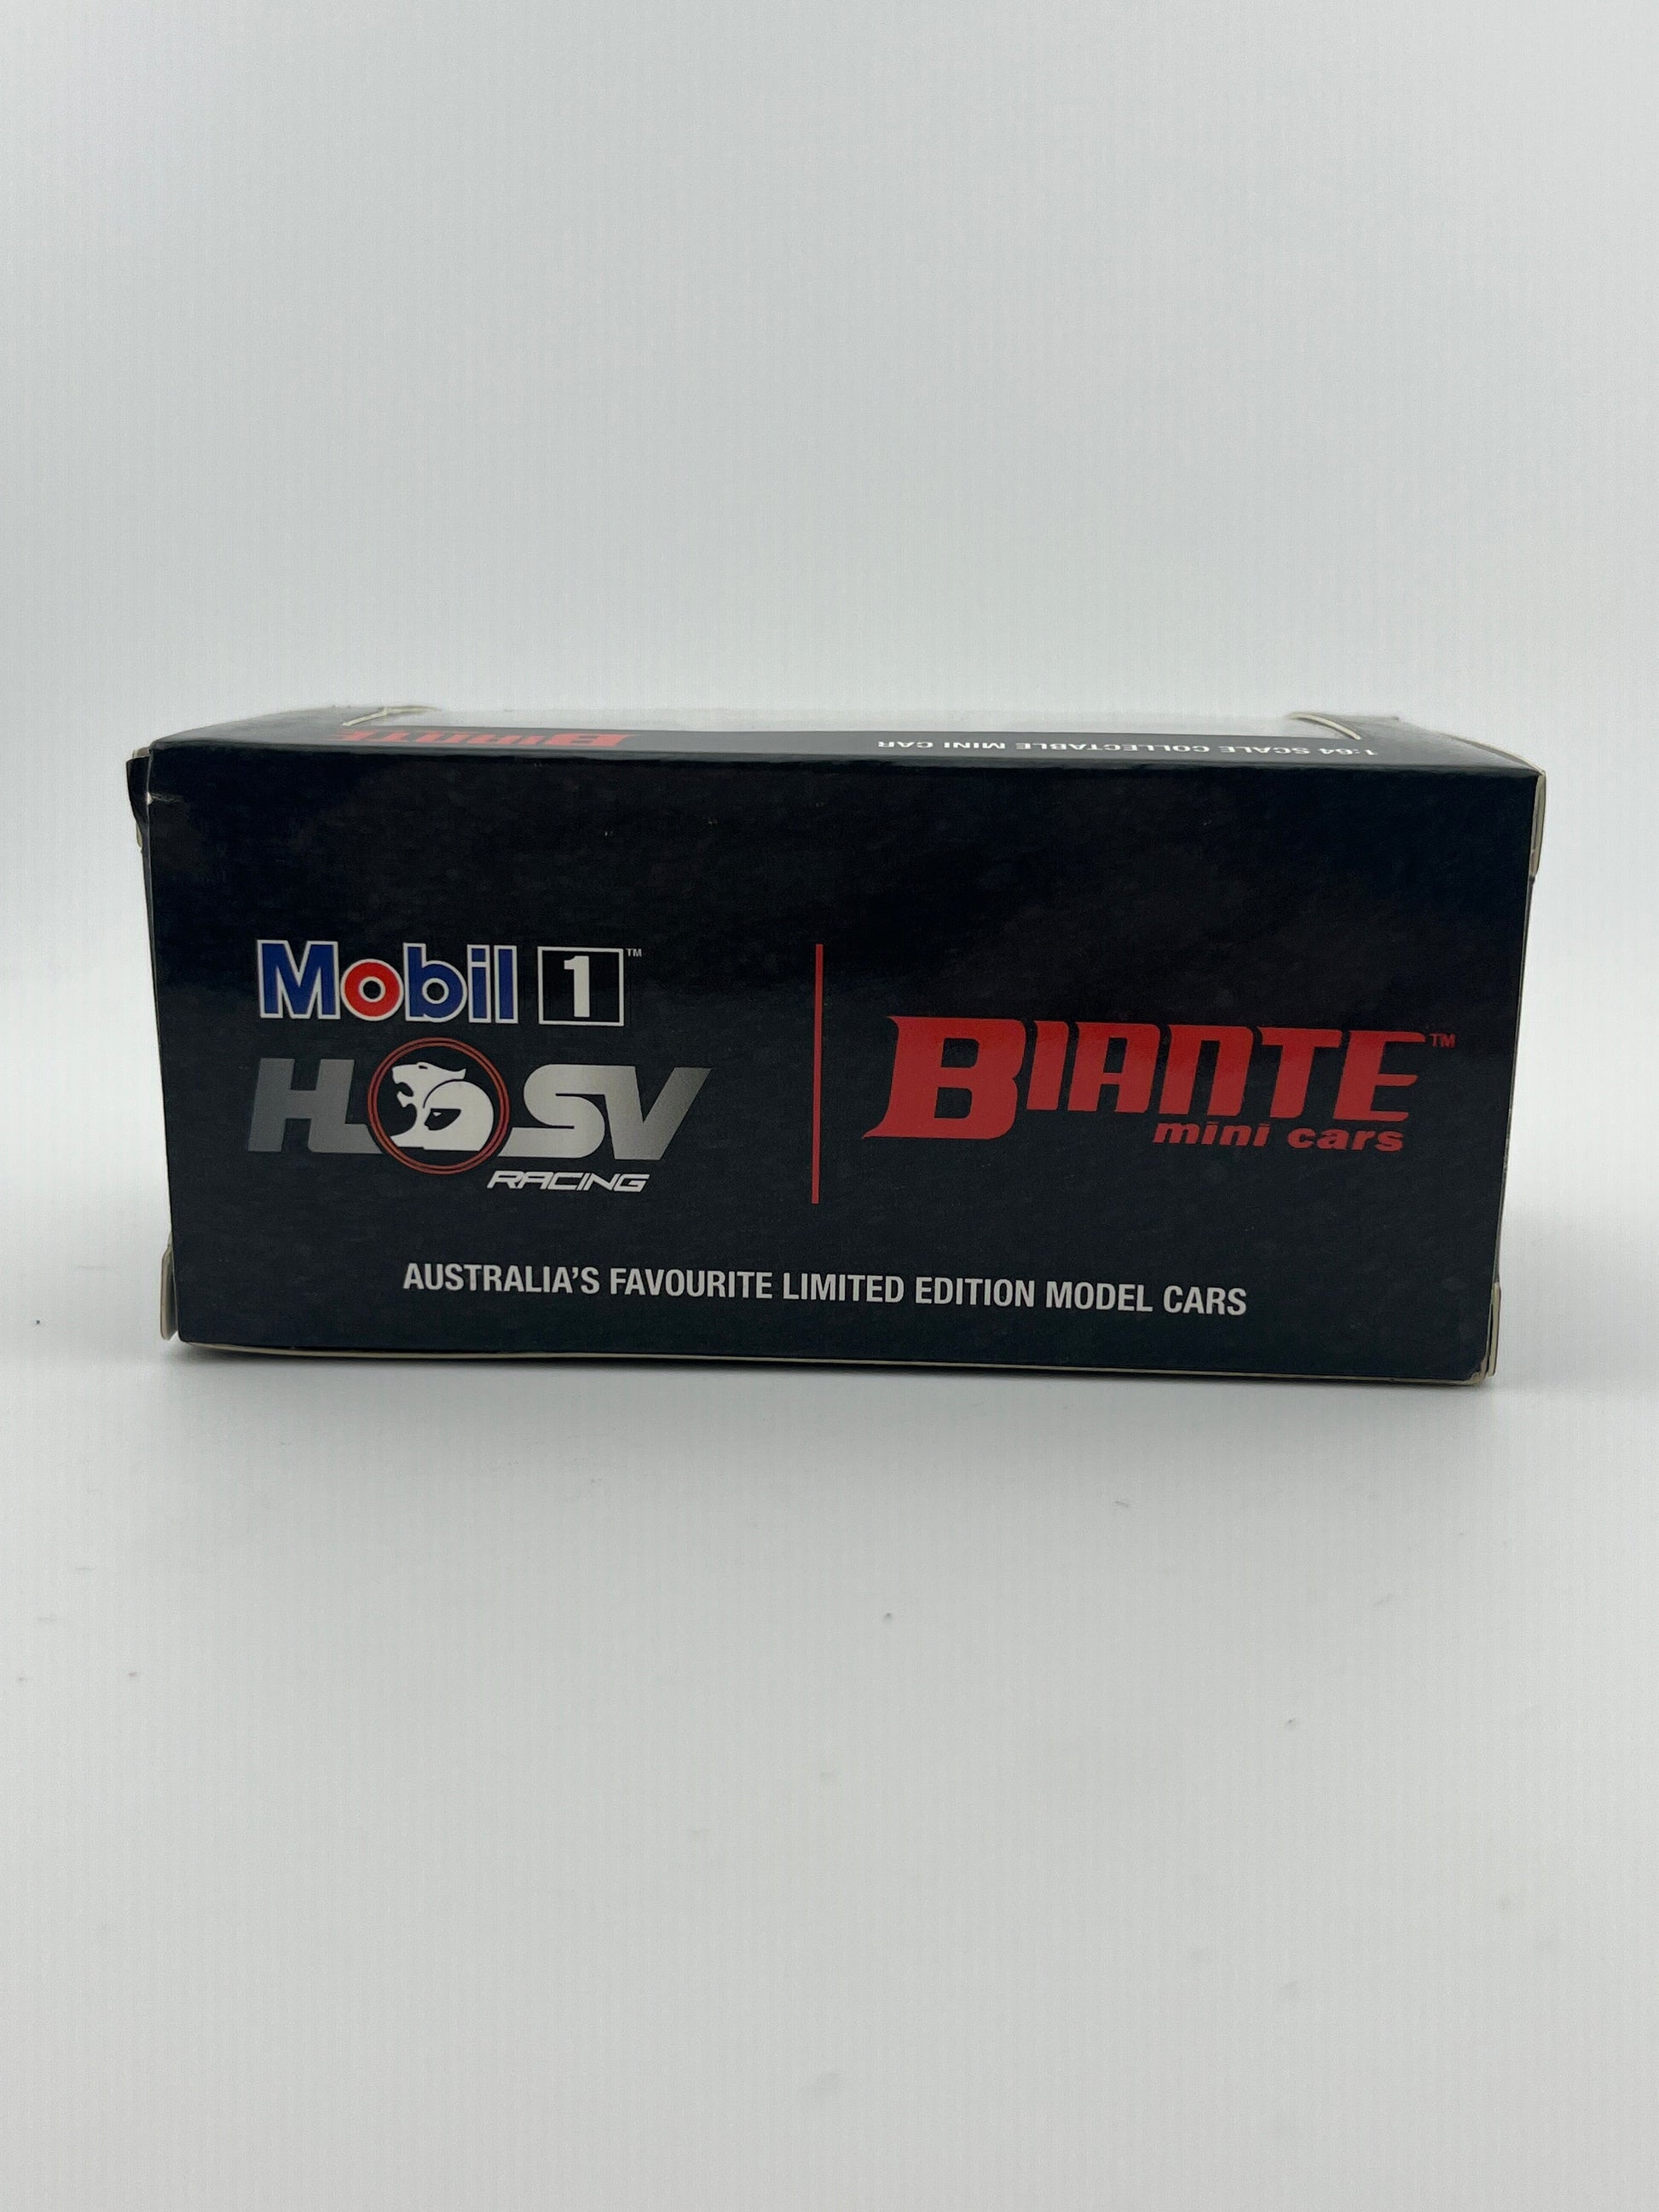 BIANTE
1:64 SCALE COLLECTABLE MINI CAR
Mobil 1™
HSV
RACING
BIANTE™
mini cars
AUSTRALIA'S FAVOURITE LIMITED EDITION MODEL CARS